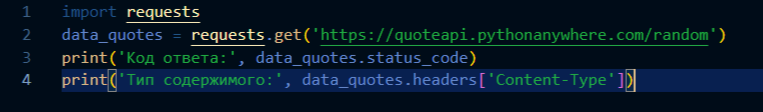 1 import requests
2 data_quotes = requests.get('https://quoteapi.pythonanywhere.com/random')
3 print('Код ответа:', data_quotes.status_code)
4 print('Тип содержимого:', data_quotes.headers['Content-Type'])